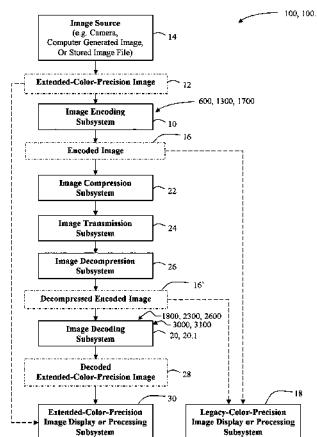 100, 100.
Image Source
(e.g. Camera,
Computer Generated Image,
Or Stored Image File)
14
Extended-Color-Precision Image
12
600, 1300, 1700
Image Encoding
Subsystem
10
16
Encoded Image
Image Compression
Subsystem
22
Image Transmission
Subsystem
24
Image Decompression
Subsystem
26
16'
Decompressed Encoded Image
1800, 2300, 2600
3000, 3100
Image Decoding
Subsystem
20, 20.1
Decoded
Extended-Color-Precision Image
28
30
18
Extended-Color-Precision
Image Display or Processing
Subsystem
Legacy-Color-Precision
Image Display or Processing
Subsystem